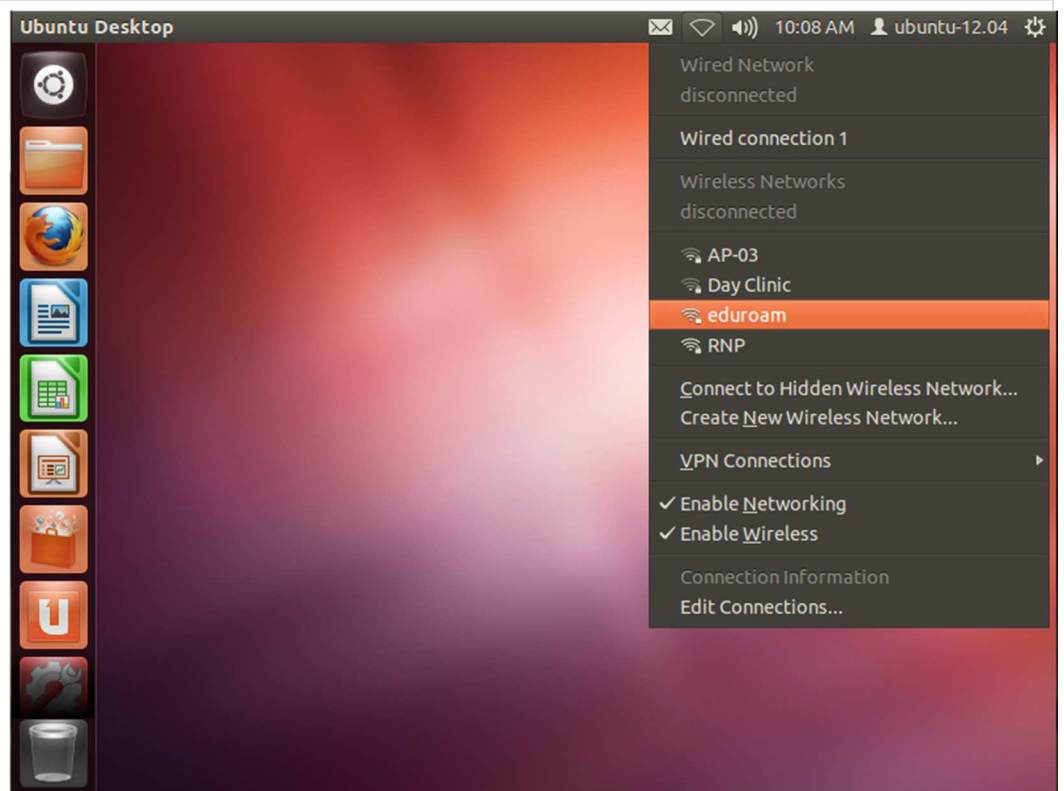 Ubuntu Desktop 10:08 AM ubuntu-12.04
Wired Network
disconnected
Wired connection 1
Wireless Networks
disconnected
AP-03
Day Clinic
eduroam
RNP
Connect to Hidden Wireless Network...
Create New Wireless Network...
VPN Connections
Enable Networking
Enable Wireless
Connection Information
Edit Connections...